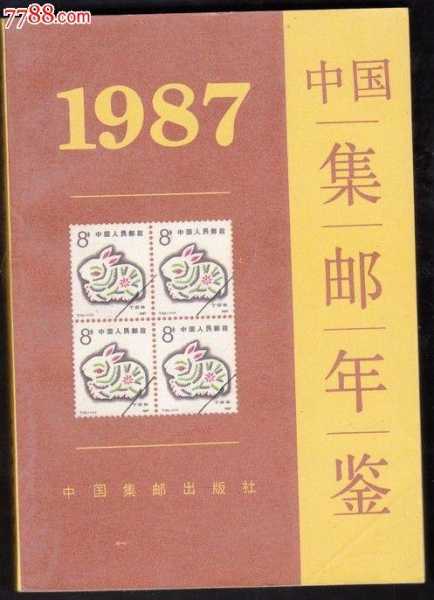 7788.com
中国
集
邮
年
鉴
1987
8分
中国人民邮政
8分
中国人民邮政
8分
中国人民邮政
8分
中国人民邮政
中国集邮出版社